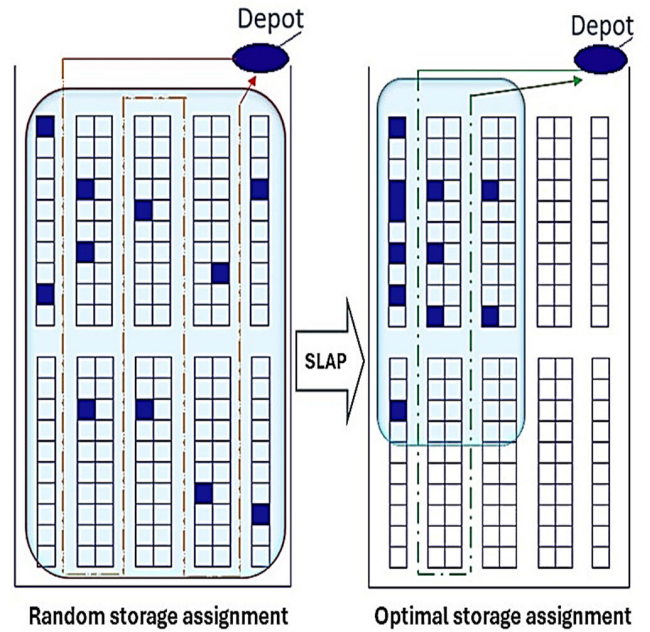 Depot
Depot
SLAP
Random storage assignment
Optimal storage assignment